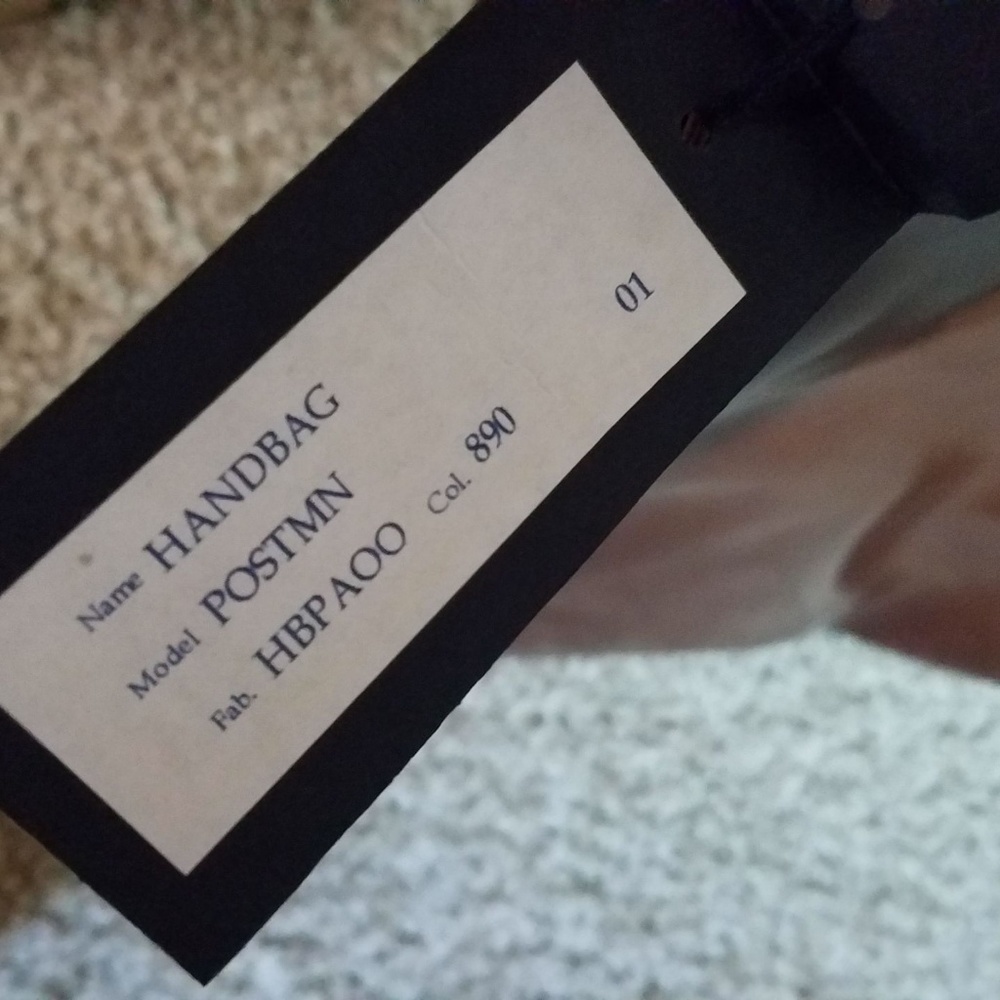 Name HANDBAG
Model POSTMN 01
Fab. HBPAOO Col. 890